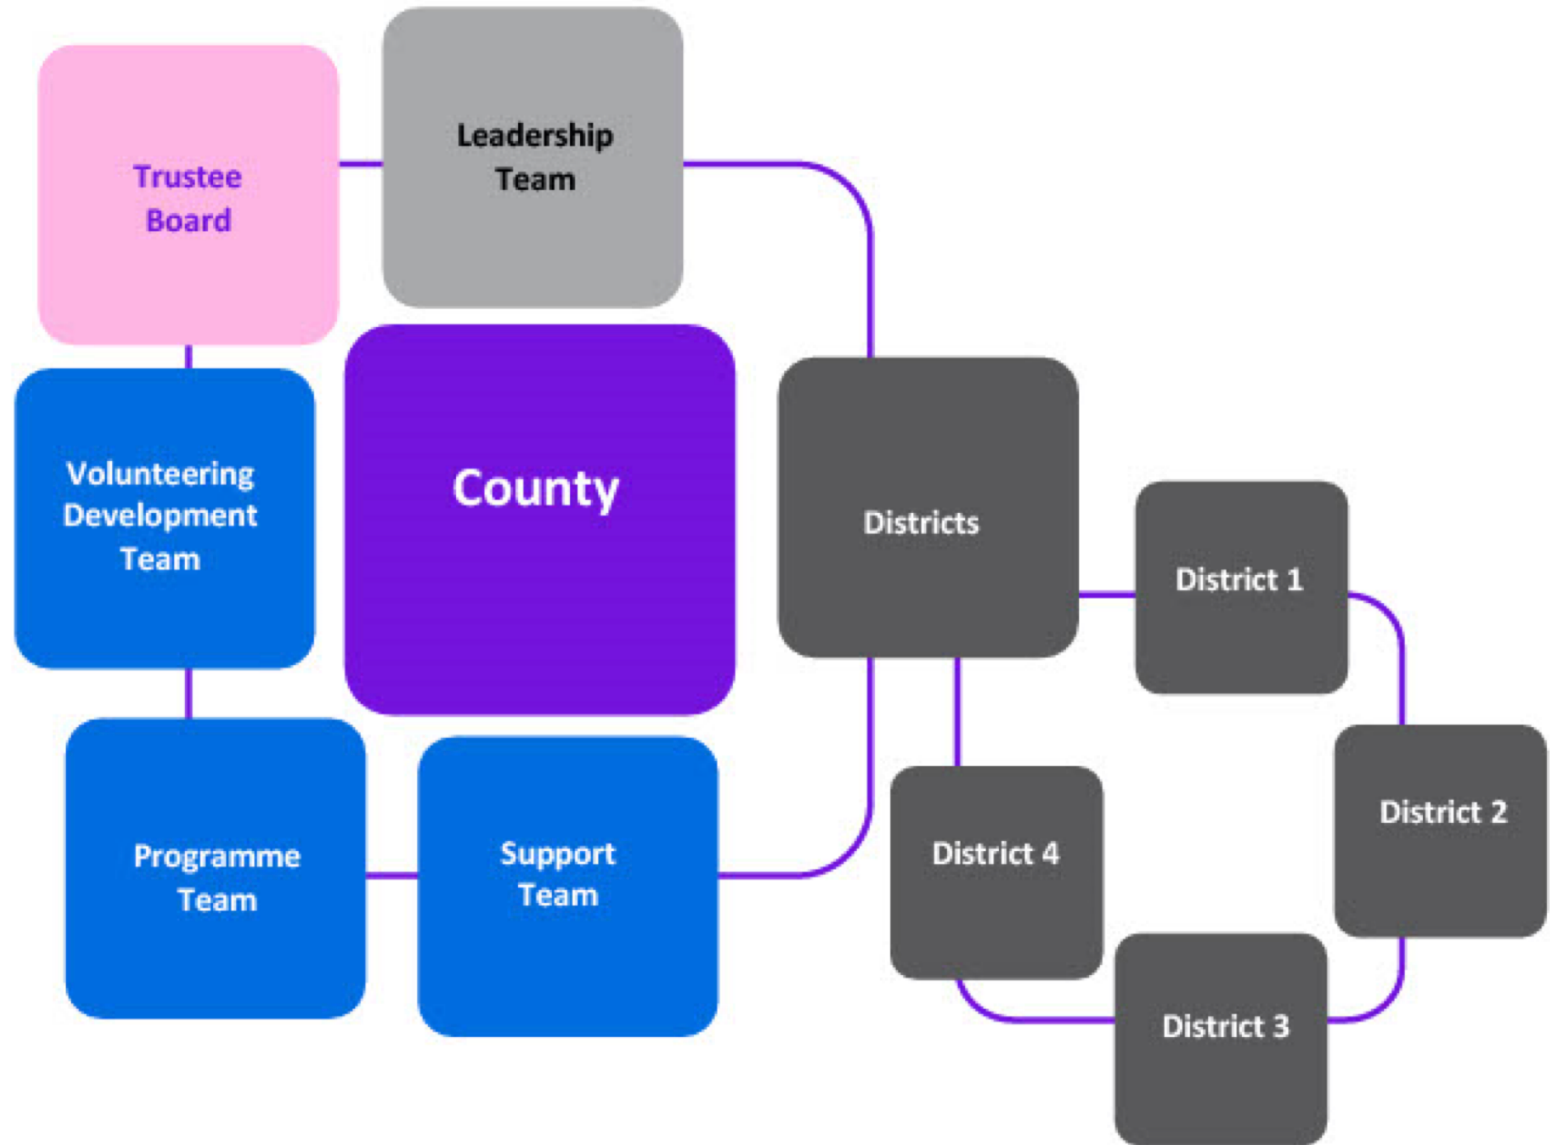 Leadership
Team
Trustee
Board
Volunteering
Development
Team
County
Districts
District 1
District 2
District 4
Programme
Team
Support
Team
District 3